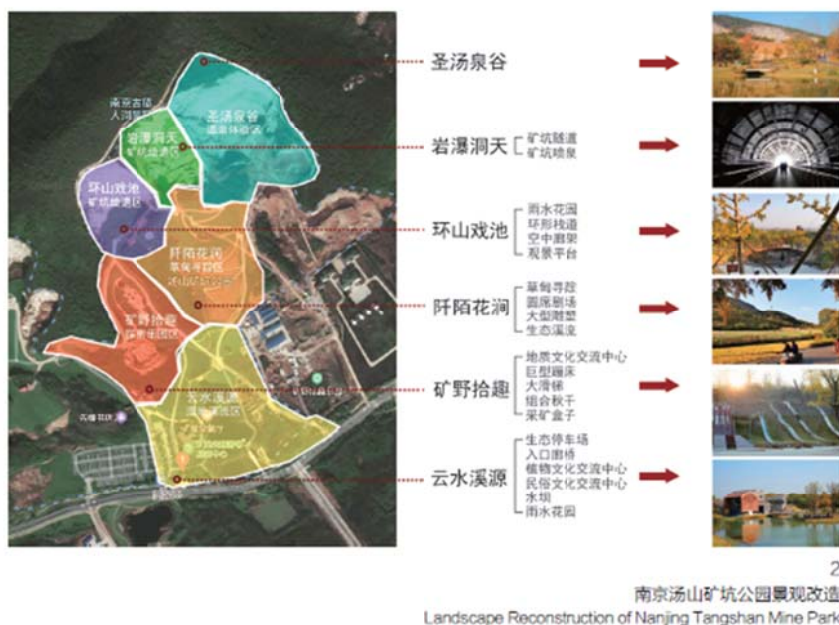 圣汤泉谷
岩瀑洞天
矿坑隧道
矿坑喷泉
环山戏池
雨水花园
环形栈道
空中廊架
观景平台
阡陌花涧
草甸寻踪
圆席剧场
大型雕塑
生态溪流
矿野拾趣
地质文化交流中心
巨型蹦床
大滑梯
组合秋千
采矿盒子
云水溪源
生态停车场
入口廊桥
植物文化交流中心
民俗文化交流中心
水坝
雨水花园
圣汤泉谷
岩瀑洞天
环山戏池
阡陌花涧
矿野拾趣
云水溪源
2
南京汤山矿坑公园景观改造
Landscape Reconstruction of Nanjing Tangshan Mine Park